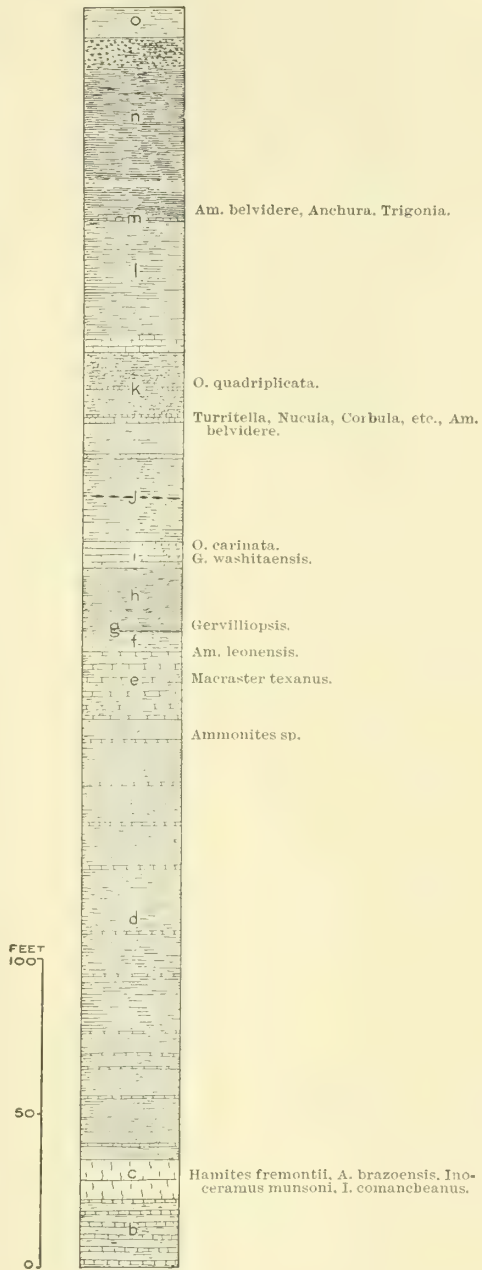 o
n
Am. belvidere, Anchura, Trigonia.
m
l
k
O. quadriplicata.
Turritella, Nucula, Corbula, etc., Am.
belvidere.
j
O. carinata.
i
G. washitaensis.
h
g
Gervilliopsis.
f
Am. leonensis.
e
Macraster texanus.
Ammonites sp.
d
FEET
100
50
c
Hamites fremontii, A. brazoensis, Ino-
ceramus munsoni, I. comancheanus.
b
0